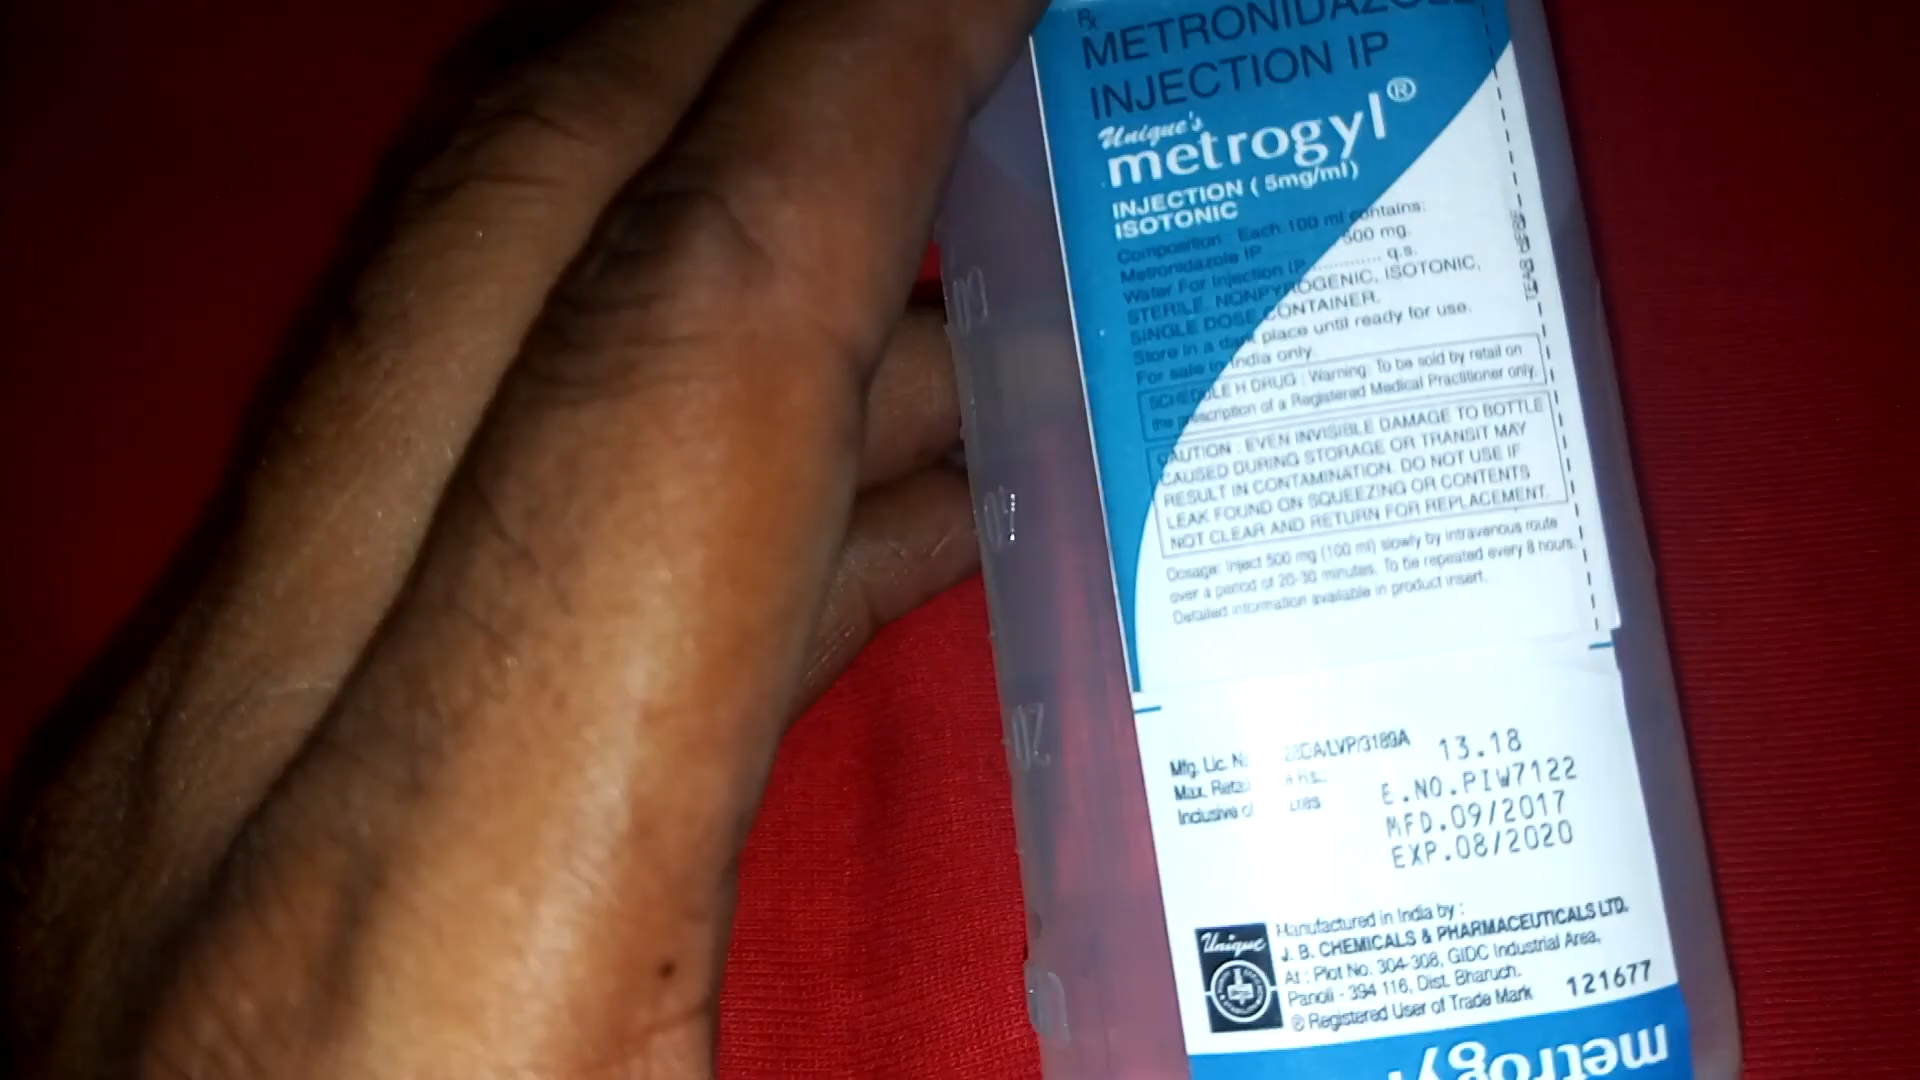 Rx
METRONIDAZOLE
INJECTION IP
Unique's
metrogyl®
INJECTION (5mg/ml)
ISOTONIC
Composition : Each 100 ml contains:
Metronidazole IP ............ 500 mg.
Water For Injection IP ............ q.s.
STERILE, NONPYROGENIC, ISOTONIC,
SINGLE DOSE CONTAINER.
Store in a dark place until ready for use.
For sale in India only
SCHEDULE H DRUG : Warning: To be sold by retail on
the prescription of a Registered Medical Practitioner only.
CAUTION : EVEN INVISIBLE DAMAGE TO BOTTLE
CAUSED DURING STORAGE OR TRANSIT MAY
RESULT IN CONTAMINATION. DO NOT USE IF
LEAK FOUND ON SQUEEZING OR CONTENTS
NOT CLEAR AND RETURN FOR REPLACEMENT.
Dosage: Inject 500 mg (100 ml) slowly by intravenous route
over a period of 20-30 minutes. To be repeated every 8 hours.
Detailed information available in product insert.
TEAR HERE
Mfg. Lic. N
DA/LVP/3189A
13.18
Max. Retai
Rs.:
Inclusive of
E.NO.PIW7122
MFD.09/2017
EXP.08/2020
Unique
Manufactured in India by :
J. B. CHEMICALS & PHARMACEUTICALS LTD.
At : Plot No. 304-308, GIDC Industrial Area,
Panoli - 394 116, Dist. Bharuch.
® Registered User of Trade Mark
121677
metrogyl
40
20